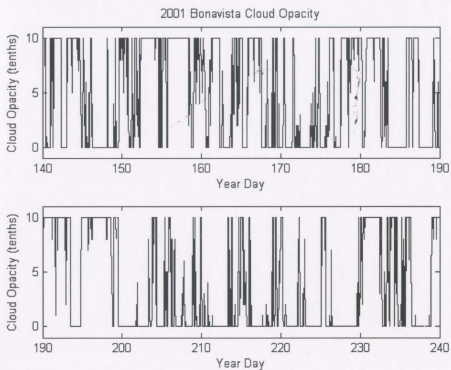 2001 Bonavista Cloud Opacity
Cloud Opacity (tenths)
10
5
0
140 150 160 170 180 190
Year Day
Cloud Opacity (tenths)
10
5
0
190 200 210 220 230 240
Year Day